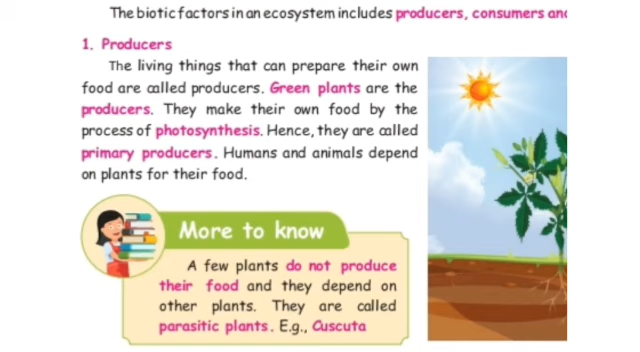 The biotic factors in an ecosystem includes producers, consumers and
1. Producers
The living things that can prepare their own
food are called producers. Green plants are the
producers. They make their own food by the
process of photosynthesis. Hence, they are called
primary producers. Humans and animals depend
on plants for their food.
More to know
A few plants do not produce
their food and they depend on
other plants. They are called
parasitic plants. E.g., Cuscuta